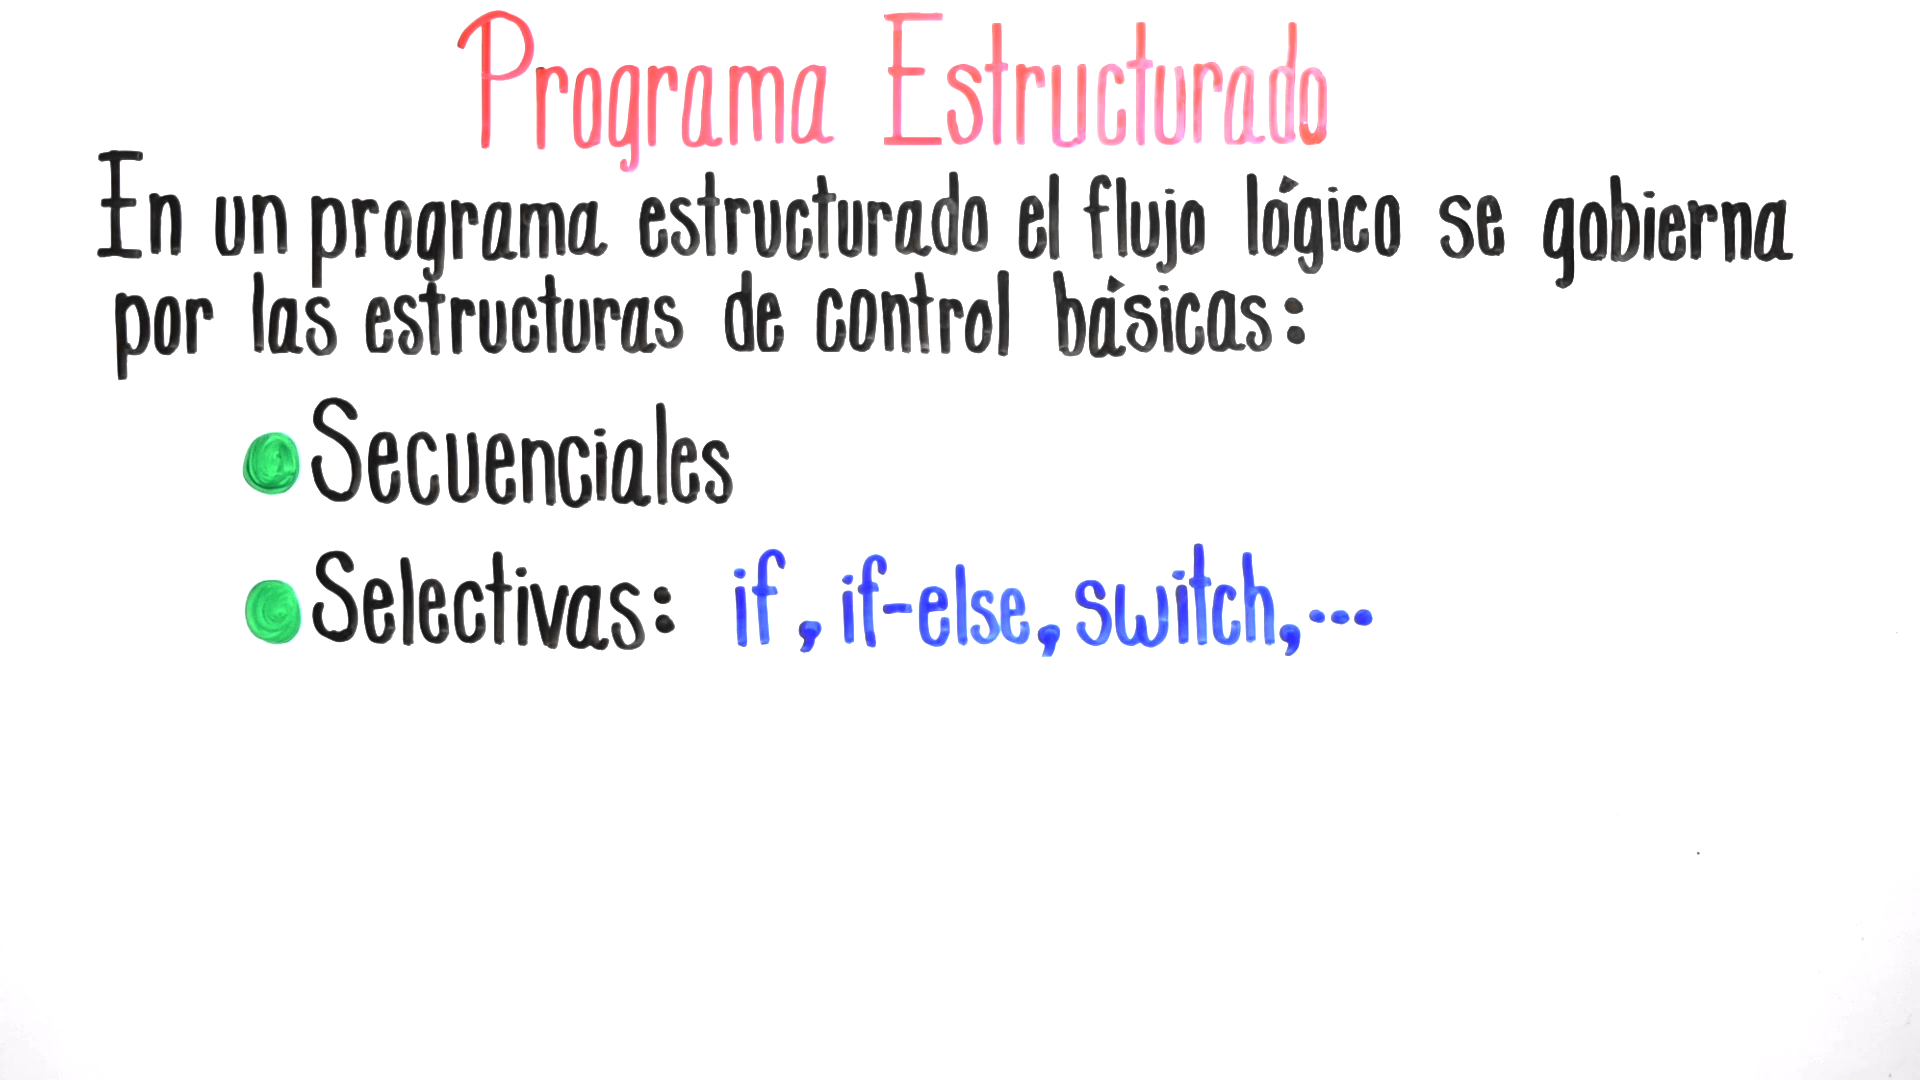 Programa Estructurado
En un programa estructurado el flujo lógico se gobierna
por las estructuras de control básicas:
Secuenciales
Selectivas: if, if-else, switch,...